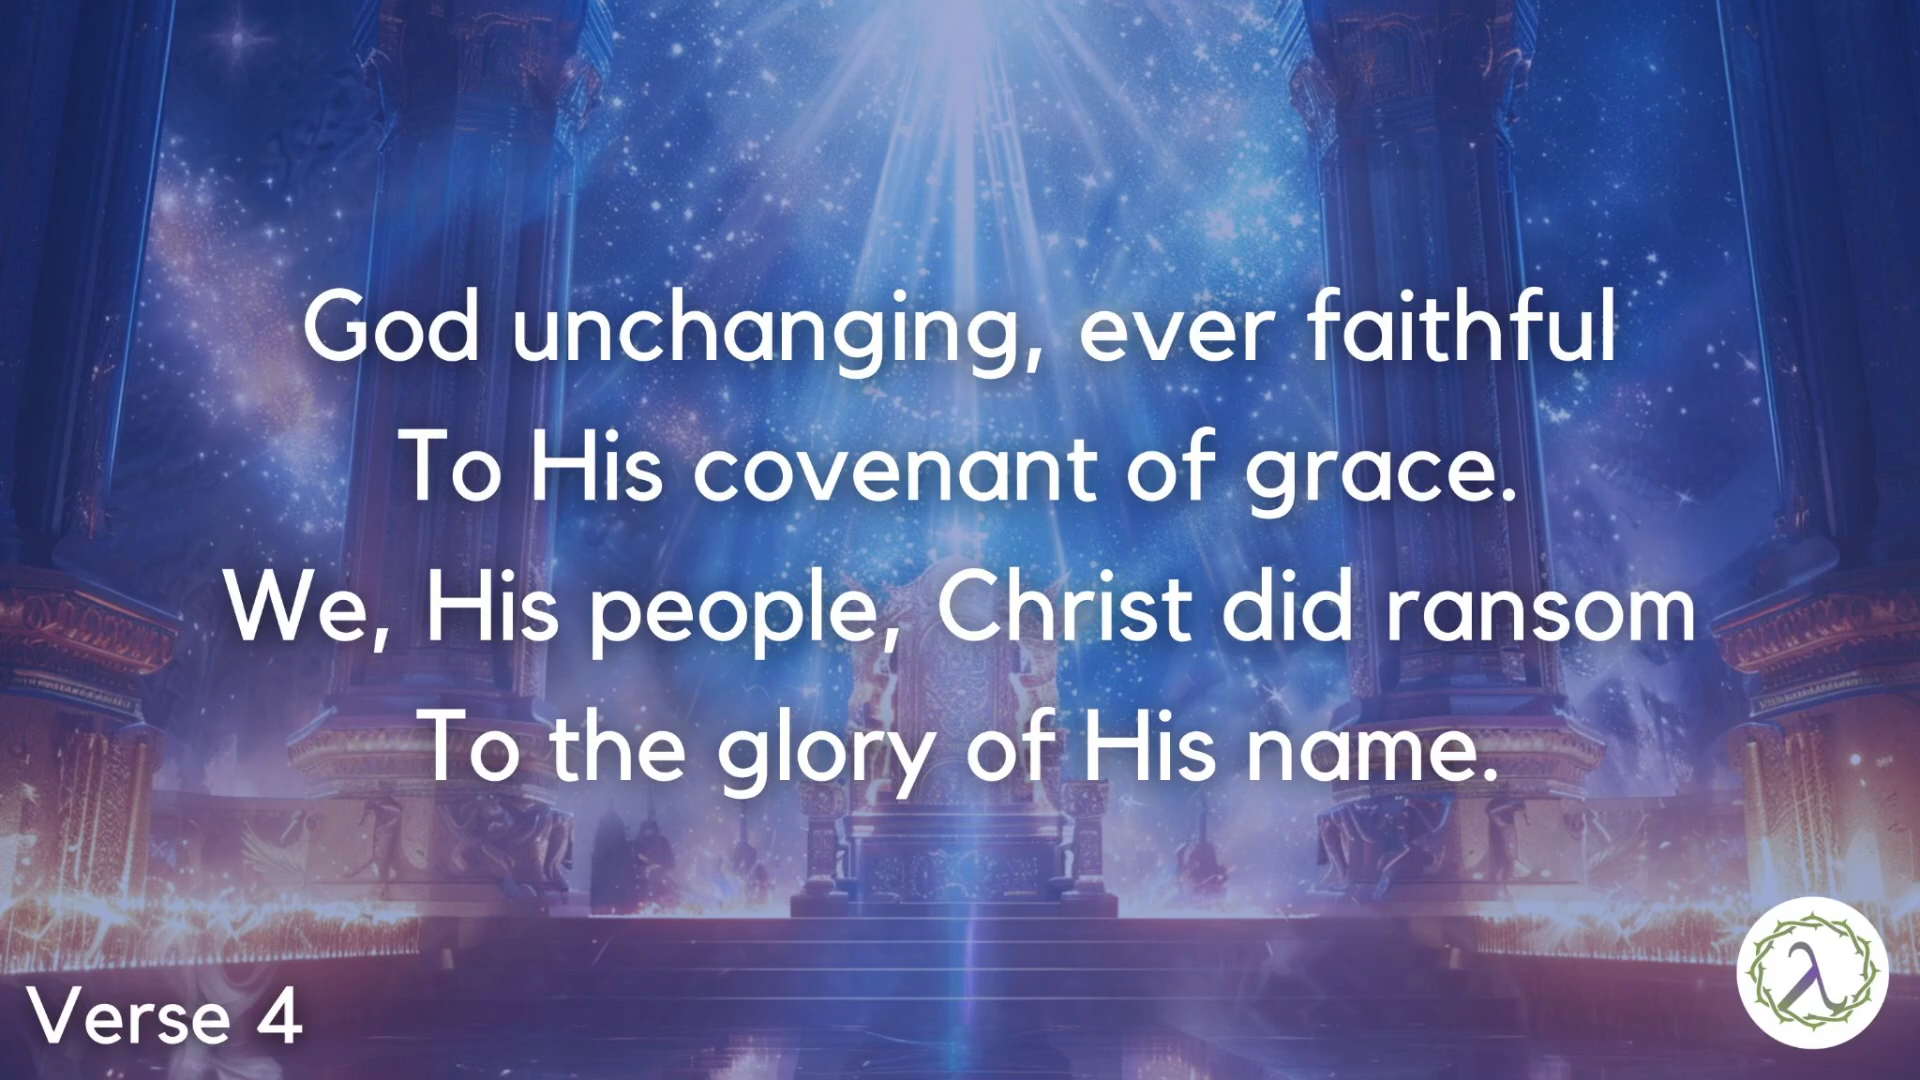 God unchanging, ever faithful
To His covenant of grace.
We, His people, Christ did ransom
To the glory of His name.
Verse 4
λ